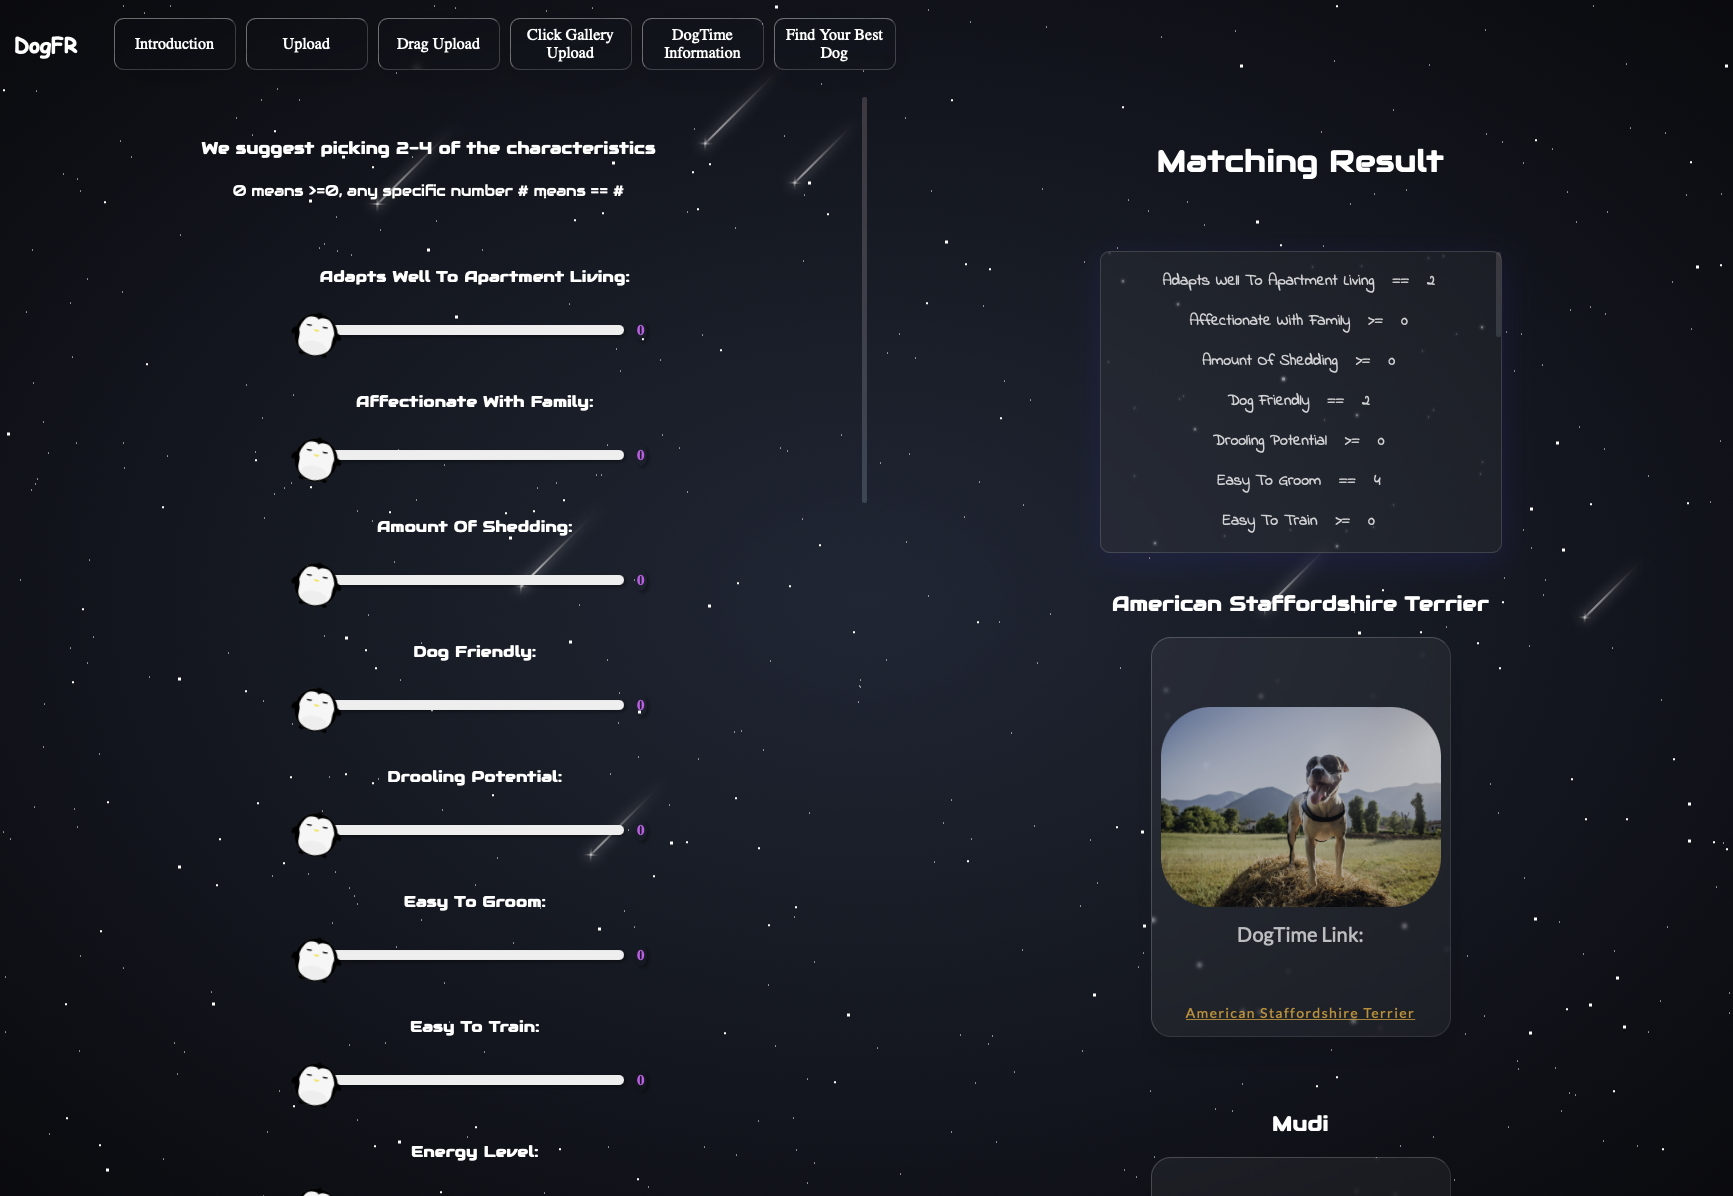 DogFR
Introduction
Upload
Drag Upload
Click Gallery
Upload
DogTime
Information
Find Your Best
Dog
We suggest picking 2-4 of the characteristics
0 means >=0, any specific number # means == #
Adapts Well To Apartment Living:
0
Affectionate With Family:
0
Amount Of Shedding:
0
Dog Friendly:
0
Drooling Potential:
0
Easy To Groom:
0
Easy To Train:
0
Energy Level:
Matching Result
Adapts Well To Apartment Living == 2
Affectionate With Family >= 0
Amount Of Shedding >= 0
Dog Friendly == 2
Drooling Potential >= 0
Easy To Groom == 4
Easy To Train >= 0
American Staffordshire Terrier
DogTime Link:
American Staffordshire Terrier
Mudi